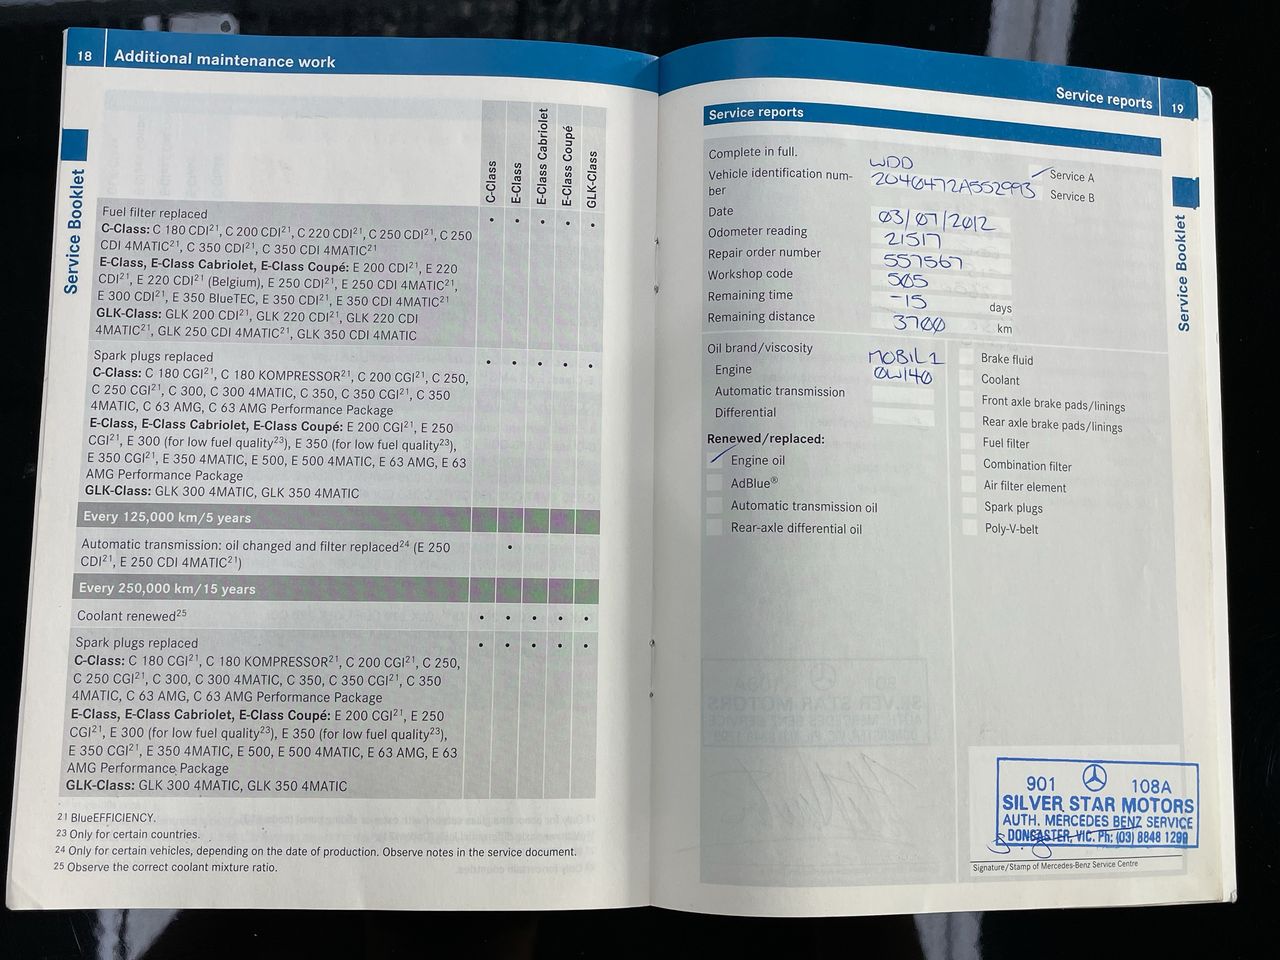 18 Additional maintenance work
Service Booklet
C-Class
E-Class
E-Class Cabriolet
E-Class Coupé
GLK-Class
Fuel filter replaced
C-Class: C 180 CDI21, C 200 CDI21, C 220 CDI21, C 250 CDI21, C 250
CDI 4MATIC21, C 350 CDI21, C 350 CDI 4MATIC21
E-Class, E-Class Cabriolet, E-Class Coupé: E 200 CDI21, E 220
CDI21, E 220 CDI21 (Belgium), E 250 CDI21, E 250 CDI 4MATIC21,
E 300 CDI21, E 350 BlueTEC, E 350 CDI21, E 350 CDI 4MATIC21
GLK-Class: GLK 200 CDI21, GLK 220 CDI21, GLK 220 CDI
4MATIC21, GLK 250 CDI 4MATIC21, GLK 350 CDI 4MATIC
Spark plugs replaced
C-Class: C 180 CGI21, C 180 KOMPRESSOR21, C 200 CGI21, C 250,
C 250 CGI21, C 300, C 300 4MATIC, C 350, C 350 CGI21, C 350
4MATIC, C 63 AMG, C 63 AMG Performance Package
E-Class, E-Class Cabriolet, E-Class Coupé: E 200 CGI21, E 250
CGI21, E 300 (for low fuel quality23), E 350 (for low fuel quality23),
E 350 CGI21, E 350 4MATIC, E 500, E 500 4MATIC, E 63 AMG, E 63
AMG Performance Package
GLK-Class: GLK 300 4MATIC, GLK 350 4MATIC
Every 125,000 km/5 years
Automatic transmission: oil changed and filter replaced24 (E 250
CDI21, E 250 CDI 4MATIC21)
Every 250,000 km/15 years
Coolant renewed25
Spark plugs replaced
C-Class: C 180 CGI21, C 180 KOMPRESSOR21, C 200 CGI21, C 250,
C 250 CGI21, C 300, C 300 4MATIC, C 350, C 350 CGI21, C 350
4MATIC, C 63 AMG, C 63 AMG Performance Package
E-Class, E-Class Cabriolet, E-Class Coupé: E 200 CGI21, E 250
CGI21, E 300 (for low fuel quality23), E 350 (for low fuel quality23),
E 350 CGI21, E 350 4MATIC, E 500, E 500 4MATIC, E 63 AMG, E 63
AMG Performance Package
GLK-Class: GLK 300 4MATIC, GLK 350 4MATIC
21 BlueEFFICIENCY.
23 Only for certain countries.
24 Only for certain vehicles, depending on the date of production. Observe notes in the service document.
25 Observe the correct coolant mixture ratio.
Service reports 19
Service Booklet
Service reports
Complete in full.
Vehicle identification num-
ber
WDD
2040472A552993
Service A
Service B
Date 03/07/2012
Odometer reading 21517
Repair order number 557567
Workshop code 505
Remaining time -15 days
Remaining distance 3700 km
Oil brand/viscosity MOBIL 1
Engine 0W/40
Automatic transmission
Differential
Renewed/replaced:
Engine oil
AdBlue®
Automatic transmission oil
Rear-axle differential oil
Brake fluid
Coolant
Front axle brake pads/linings
Rear axle brake pads/linings
Fuel filter
Combination filter
Air filter element
Spark plugs
Poly-V-belt
901 108A
SILVER STAR MOTORS
AUTH. MERCEDES BENZ SERVICE
DONCASTER, VIC. Ph: (03) 8848 1299
Signature/Stamp of Mercedes-Benz Service Centre